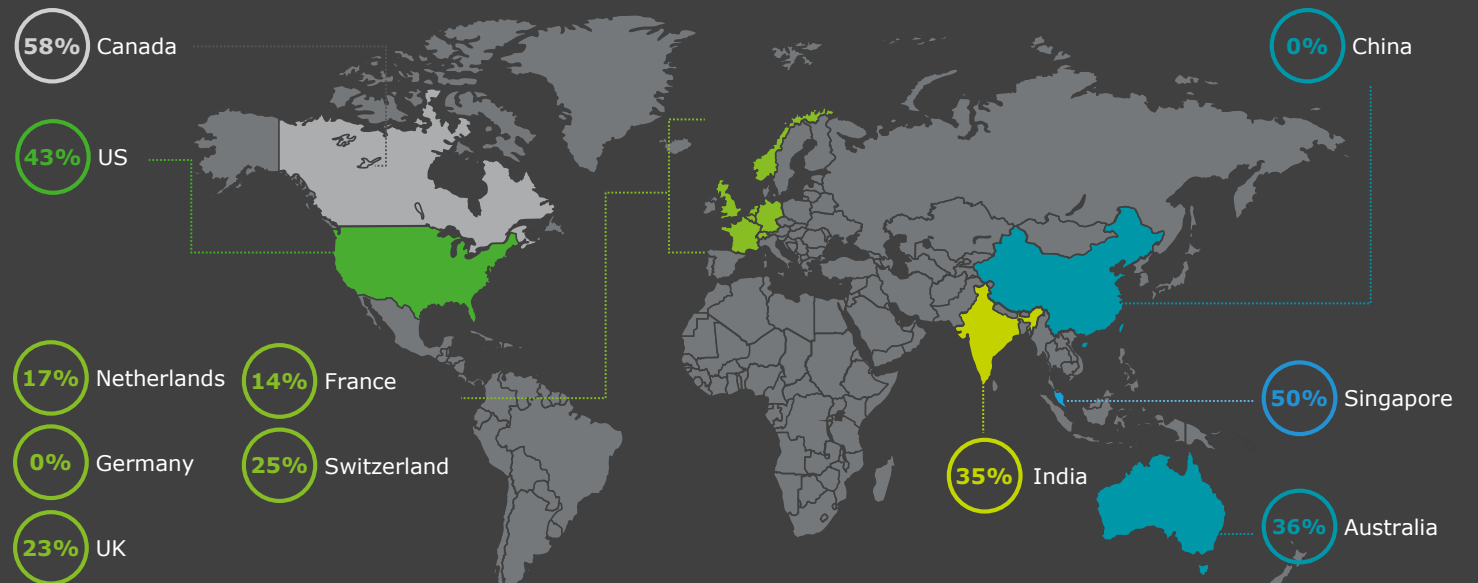 58% Canada
0% China
43% US
17% Netherlands
14% France
50% Singapore
0% Germany
25% Switzerland
35% India
36% Australia
23% UK